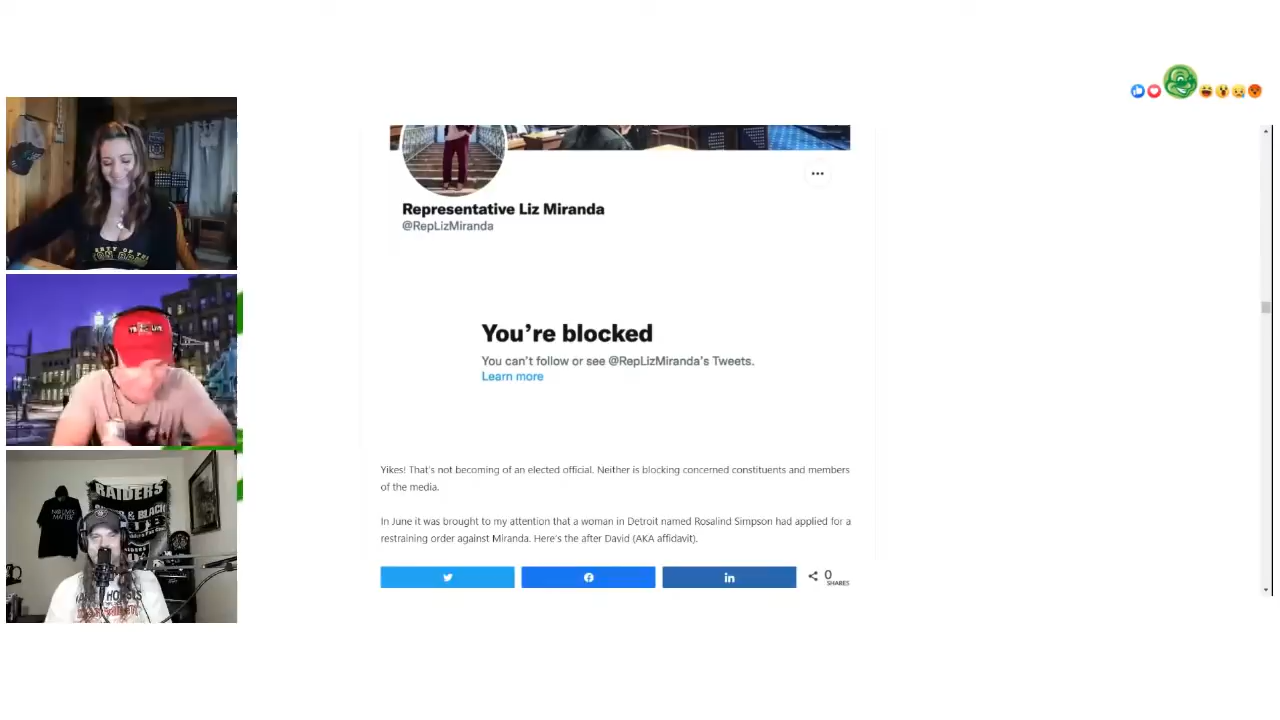 Representative Liz Miranda
@RepLizMiranda
You're blocked
You can't follow or see @RepLizMiranda's Tweets.
Learn more
Yikes! That's not becoming of an elected official. Neither is blocking concerned constituents and members
of the media.
In June it was brought to my attention that a woman in Detroit named Rosalind Simpson had applied for a
restraining order against Miranda. Here's the after David (AKA affidavit).
0
SHARES
RAIDERS